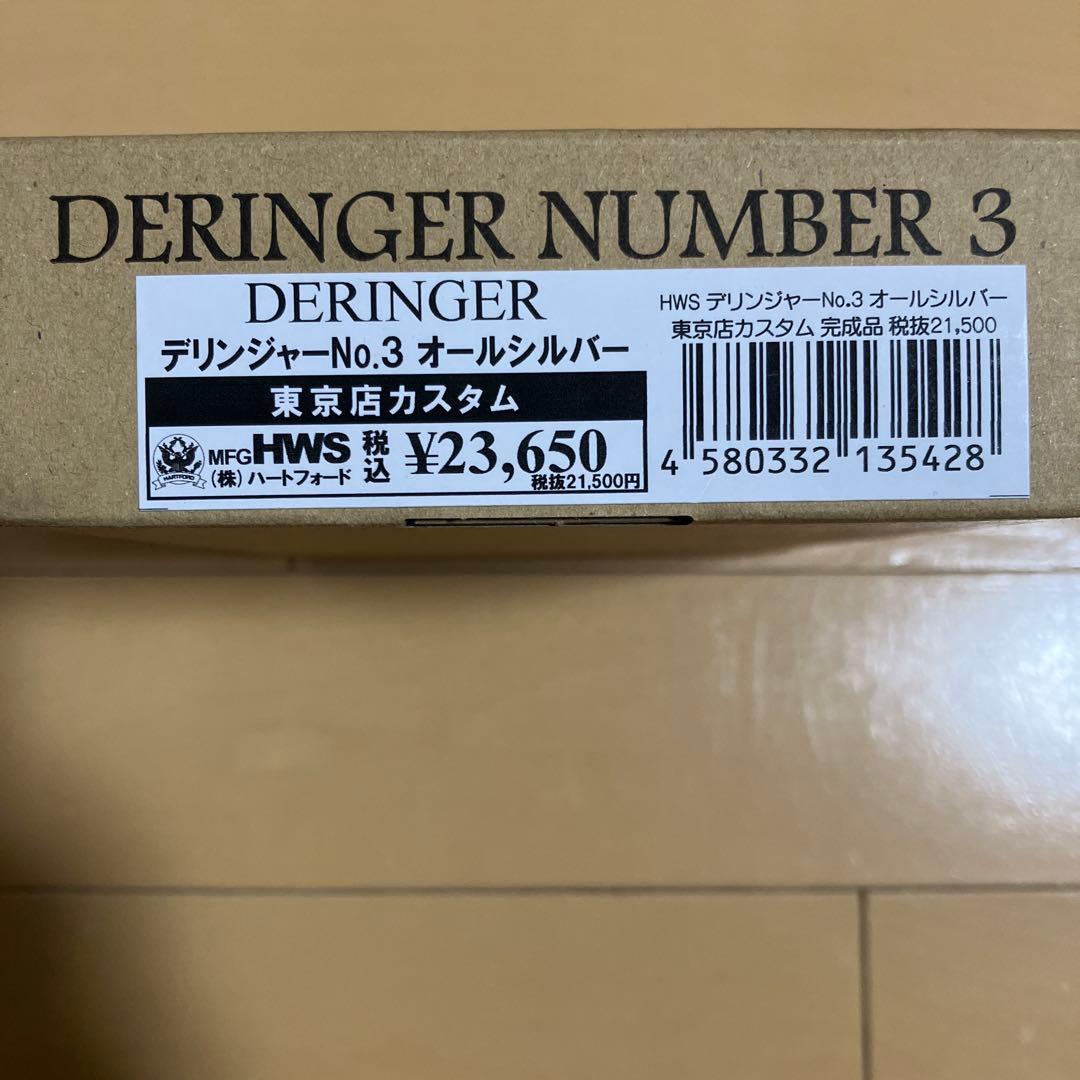 DERINGER NUMBER 3
DERINGER
デリンジャーNo.3 オールシルバー
東京店カスタム
HARTFORD
MFG HWS 税込 ¥23,650
(株)ハートフォード 税抜21,500円
HWS デリンジャーNo.3 オールシルバー
東京店カスタム 完成品 税抜21,500
4 580332 135428